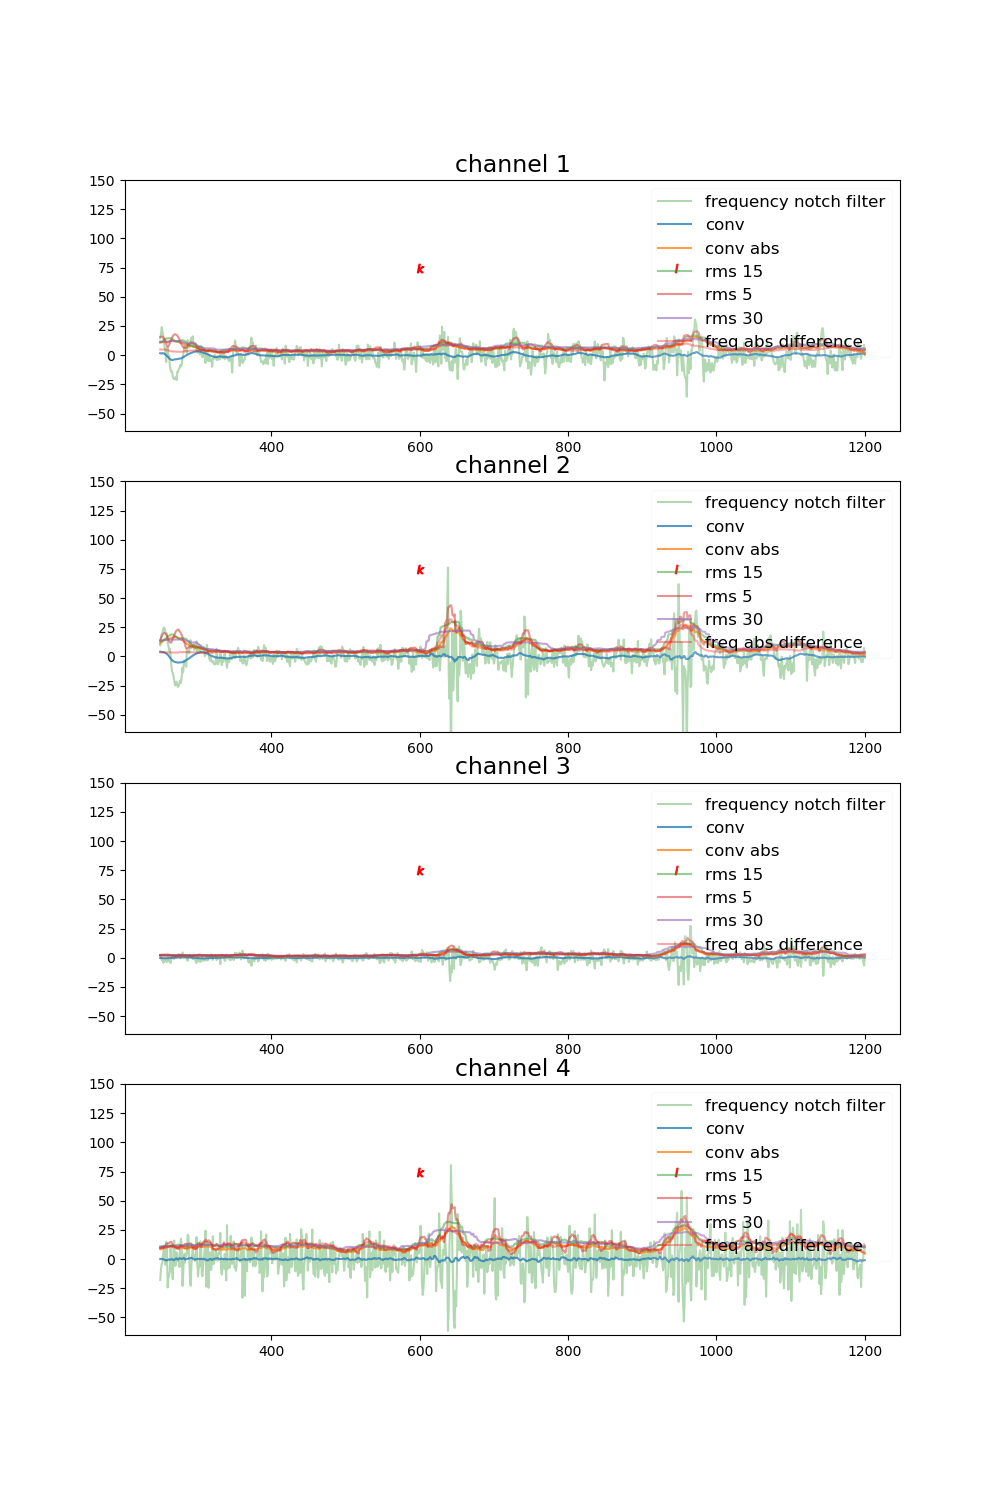 channel 1
150
125
100
75
50
25
0
−25
−50
frequency notch filter
conv
conv abs
k
l
rms 15
rms 5
rms 30
freq abs difference
400 600 800 1000 1200
channel 2
150
125
100
75
50
25
0
−25
−50
frequency notch filter
conv
conv abs
k
l
rms 15
rms 5
rms 30
freq abs difference
400 600 800 1000 1200
channel 3
150
125
100
75
50
25
0
−25
−50
frequency notch filter
conv
conv abs
k
l
rms 15
rms 5
rms 30
freq abs difference
400 600 800 1000 1200
channel 4
150
125
100
75
50
25
0
−25
−50
frequency notch filter
conv
conv abs
k
l
rms 15
rms 5
rms 30
freq abs difference
400 600 800 1000 1200